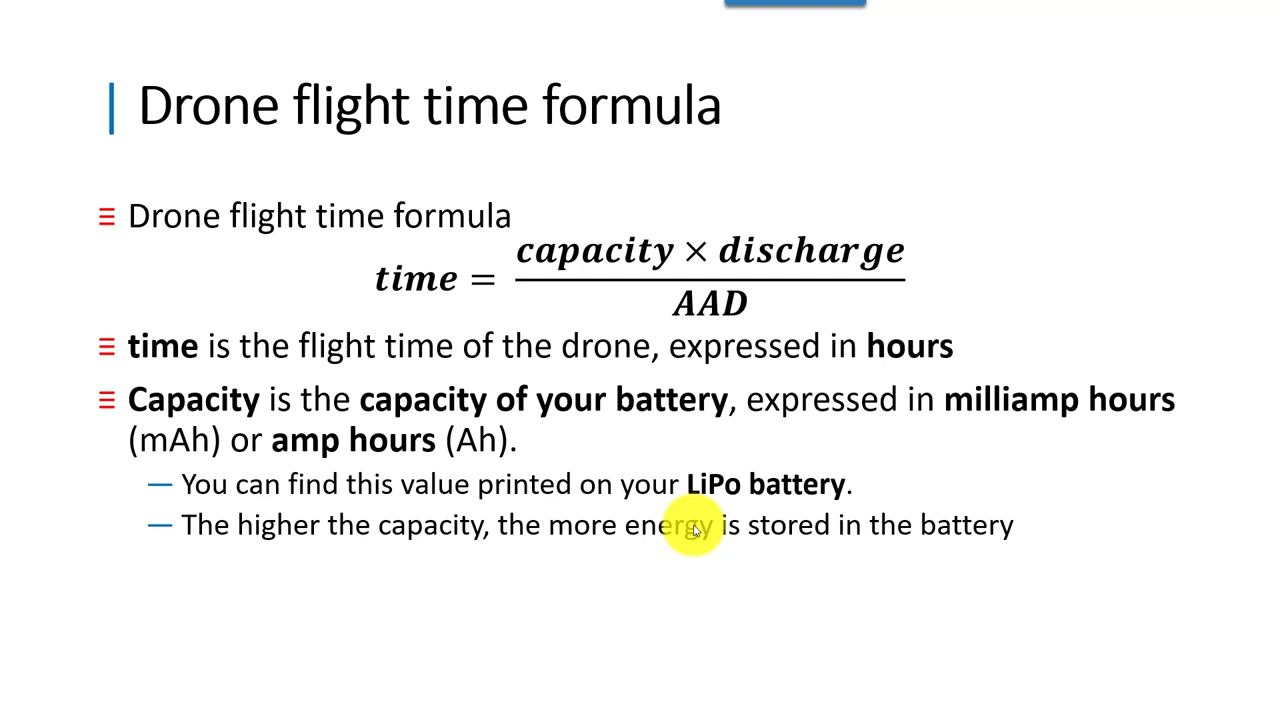 Drone flight time formula
Drone flight time formula
time = capacity × discharge / AAD
time is the flight time of the drone, expressed in hours
Capacity is the capacity of your battery, expressed in milliamp hours
(mAh) or amp hours (Ah).
— You can find this value printed on your LiPo battery.
— The higher the capacity, the more energy is stored in the battery